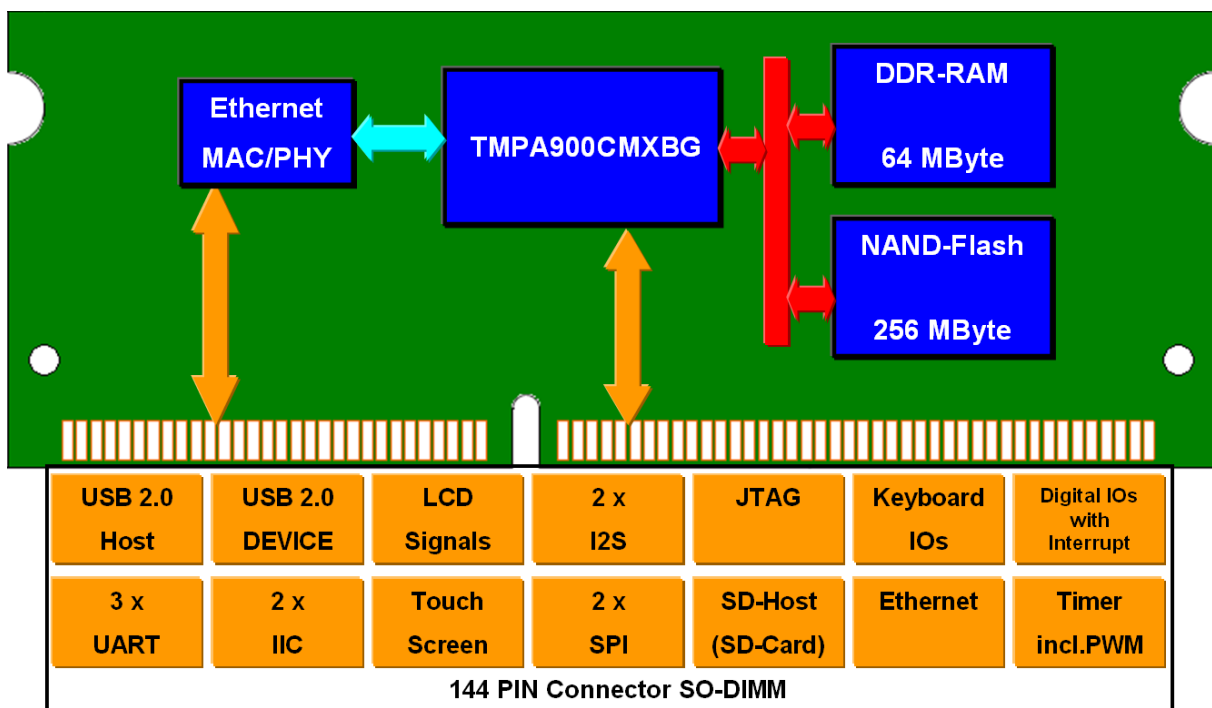 Ethernet
MAC/PHY
TMPA900CMXBG
DDR-RAM
64 MByte
NAND-Flash
256 MByte
USB 2.0
Host
USB 2.0
DEVICE
LCD
Signals
2 x
I2S
JTAG
Keyboard
IOs
Digital IOs
with
Interrupt
3 x
UART
2 x
IIC
Touch
Screen
2 x
SPI
SD-Host
(SD-Card)
Ethernet
Timer
incl.PWM
144 PIN Connector SO-DIMM